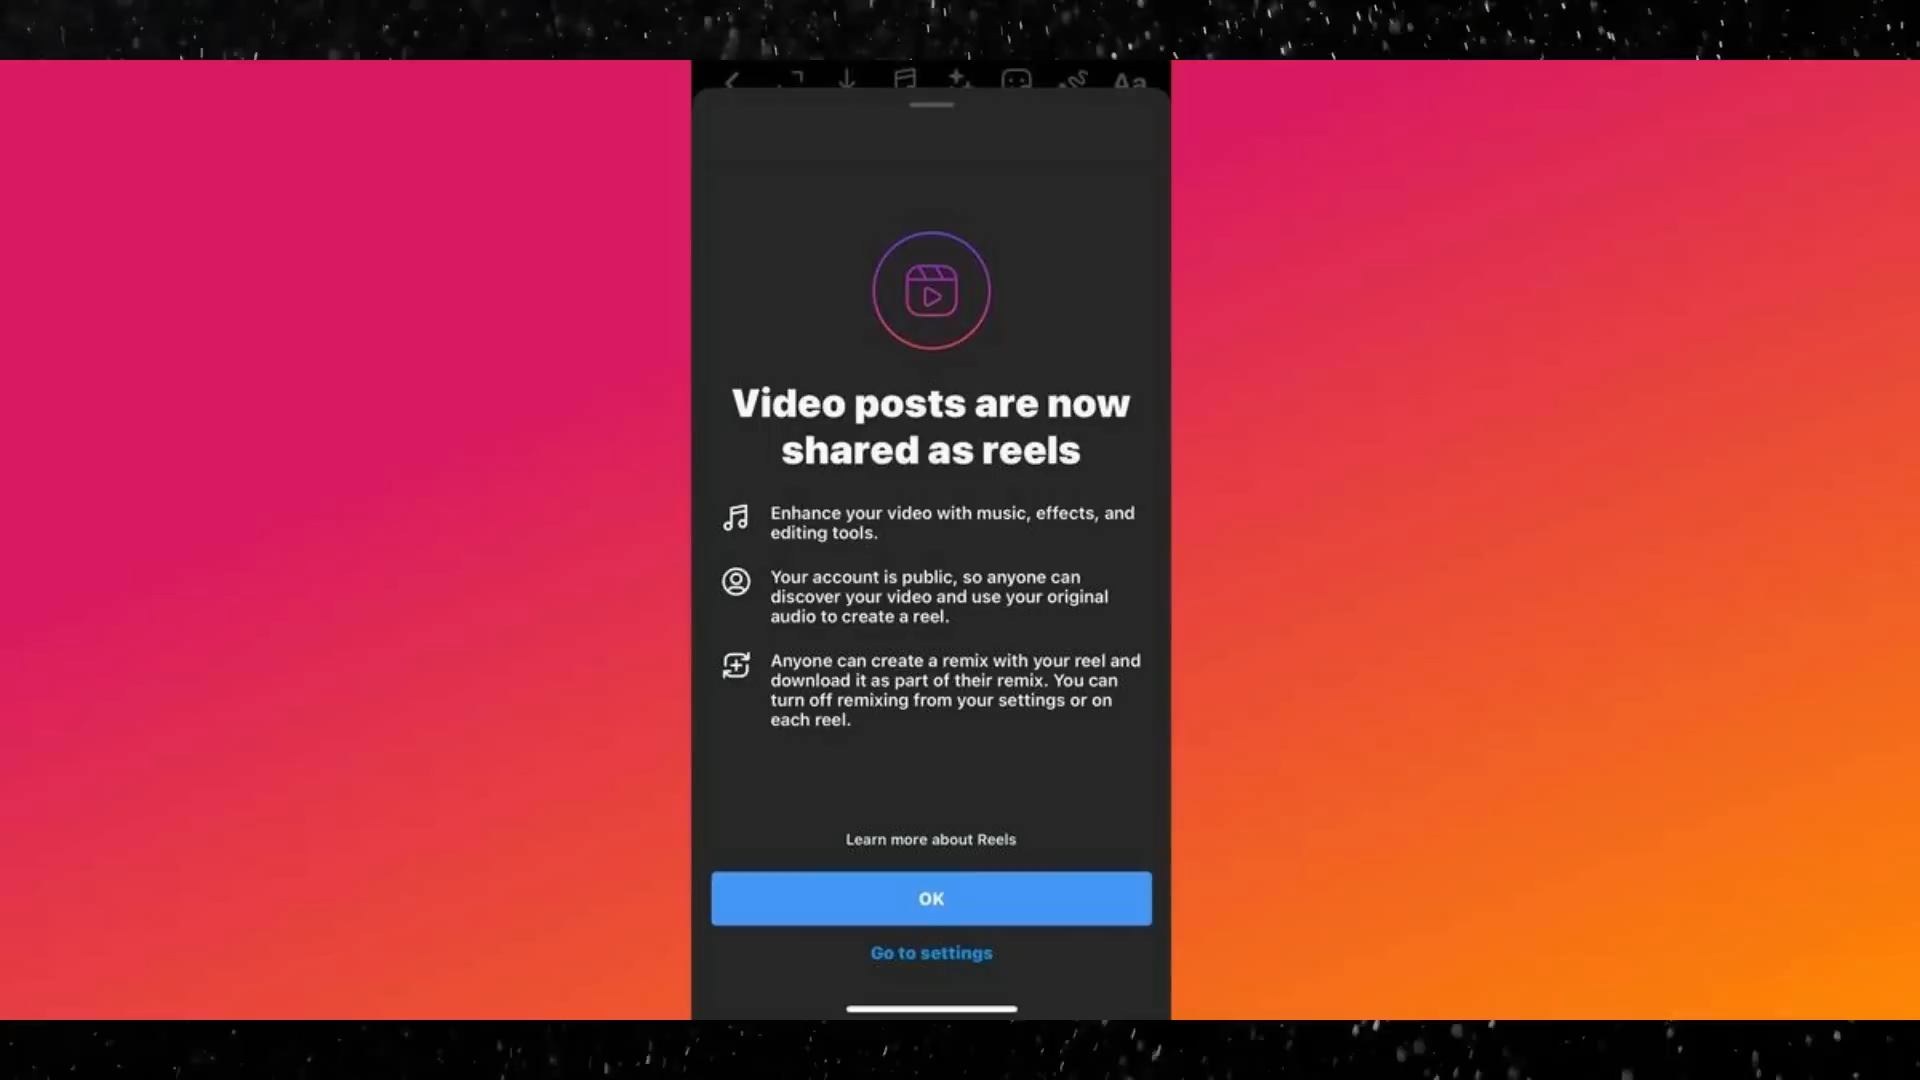 Aa
Video posts are now
shared as reels
Enhance your video with music, effects, and
editing tools.
Your account is public, so anyone can
discover your video and use your original
audio to create a reel.
Anyone can create a remix with your reel and
download it as part of their remix. You can
turn off remixing from your settings or on
each reel.
Learn more about Reels
OK
Go to settings